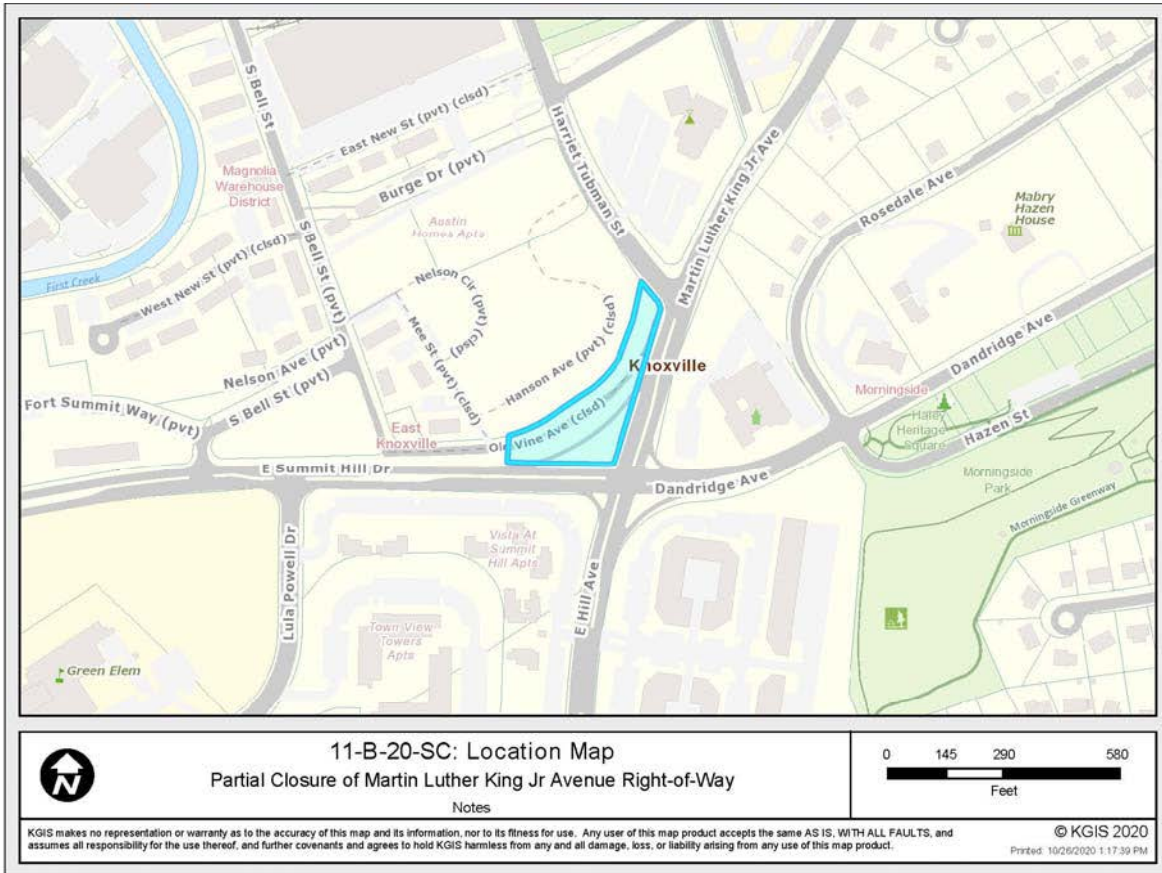 S Bell St
East New St (pvt) (clsd)
Harriet Tubman St
Martin Luther King Jr Ave
Magnolia
Warehouse
District
Burge Dr (pvt)
Rosedale Ave
Mabry
Hazen
House
Austin
Homes Apts
S Bell St (pvt)
West New St (pvt) (clsd)
First Creek
Nelson Cir (pvt) (clsd)
Mee St (pvt) (clsd)
Hanson Ave (pvt) (clsd)
Knoxville
Dandridge Ave
Nelson Ave (pvt)
S Bell St (pvt)
Fort Summit Way (pvt)
Morningside
Haley
Heritage
Square
Hazen St
East
Knoxville
Old Vine Ave (clsd)
E Summit Hill Dr
Dandridge Ave
Morningside
Park
Morningside Greenway
Vista At
Summit
Hill Apts
Lula Powell Dr
E Hill Ave
Town View
Towers
Apts
Green Elem
N
11-B-20-SC: Location Map
Partial Closure of Martin Luther King Jr Avenue Right-of-Way
Notes
0 145 290 580
Feet
KGIS makes no representation or warranty as to the accuracy of this map and its information, nor to its fitness for use. Any user of this map product accepts the same AS IS, WITH ALL FAULTS, and
assumes all responsibility for the use thereof, and further covenants and agrees to hold KGIS harmless from any and all damage, loss, or liability arising from any use of this map product.
© KGIS 2020
Printed: 10/26/2020 1:17:39 PM